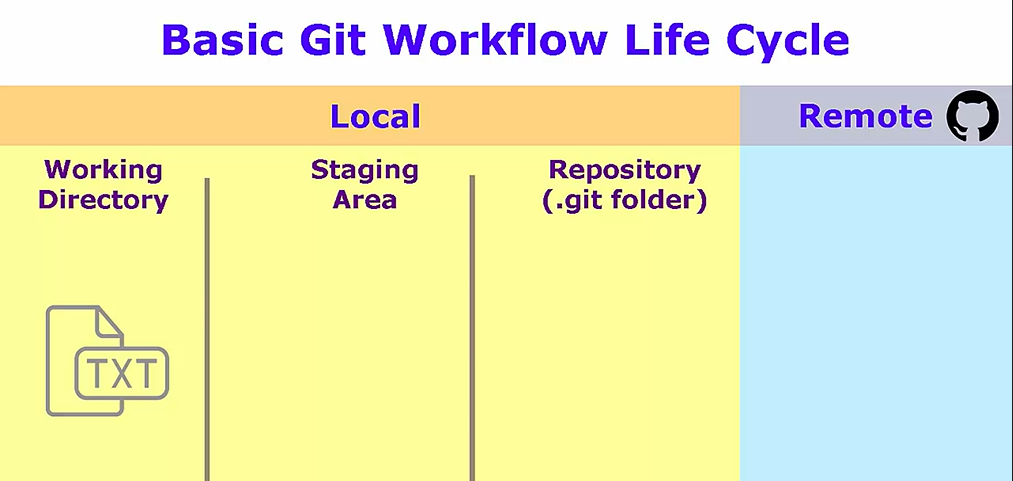 Basic Git Workflow Life Cycle
Local
Remote
Working
Directory
Staging
Area
Repository
(.git folder)
TXT